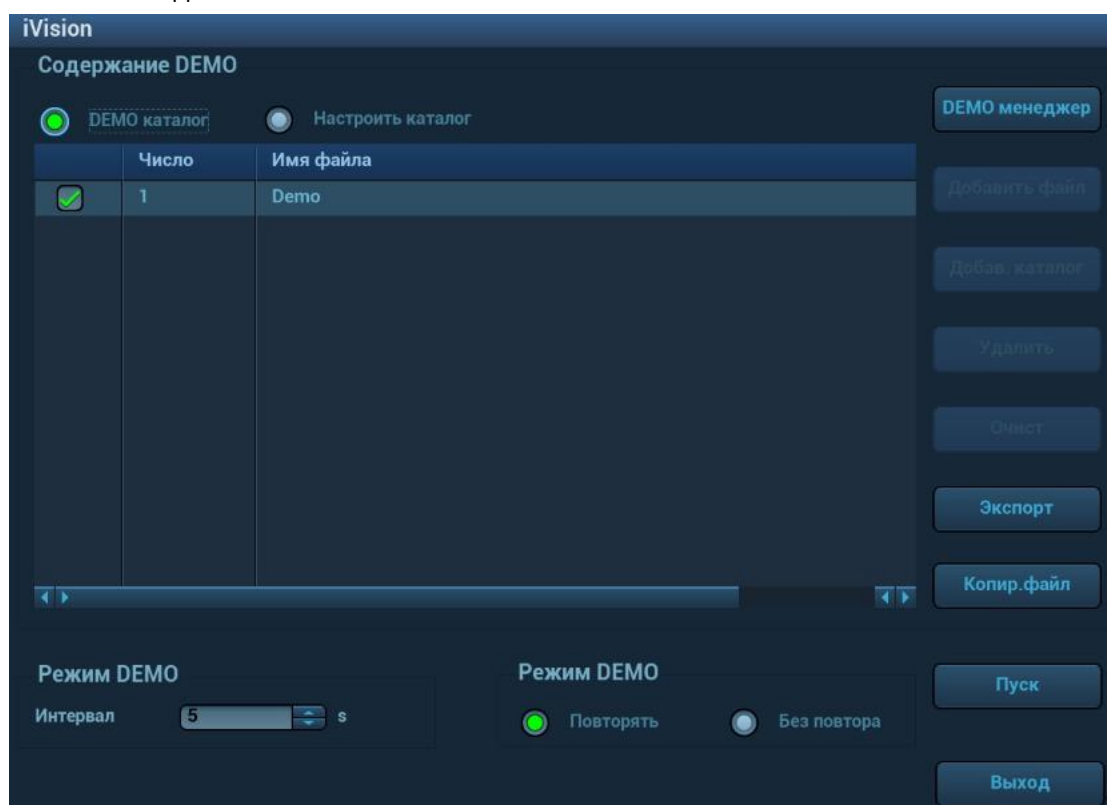 iVision
Содержание DEMO
DEMO каталог
Настроить каталог
DEMO менеджер
Число
Имя файла
1
Demo
Добавить файл
Добав. каталог
Удалить
Очист
Экспорт
Копир.файл
Режим DEMO
Интервал
5
s
Режим DEMO
Повторять
Без повтора
Пуск
Выход